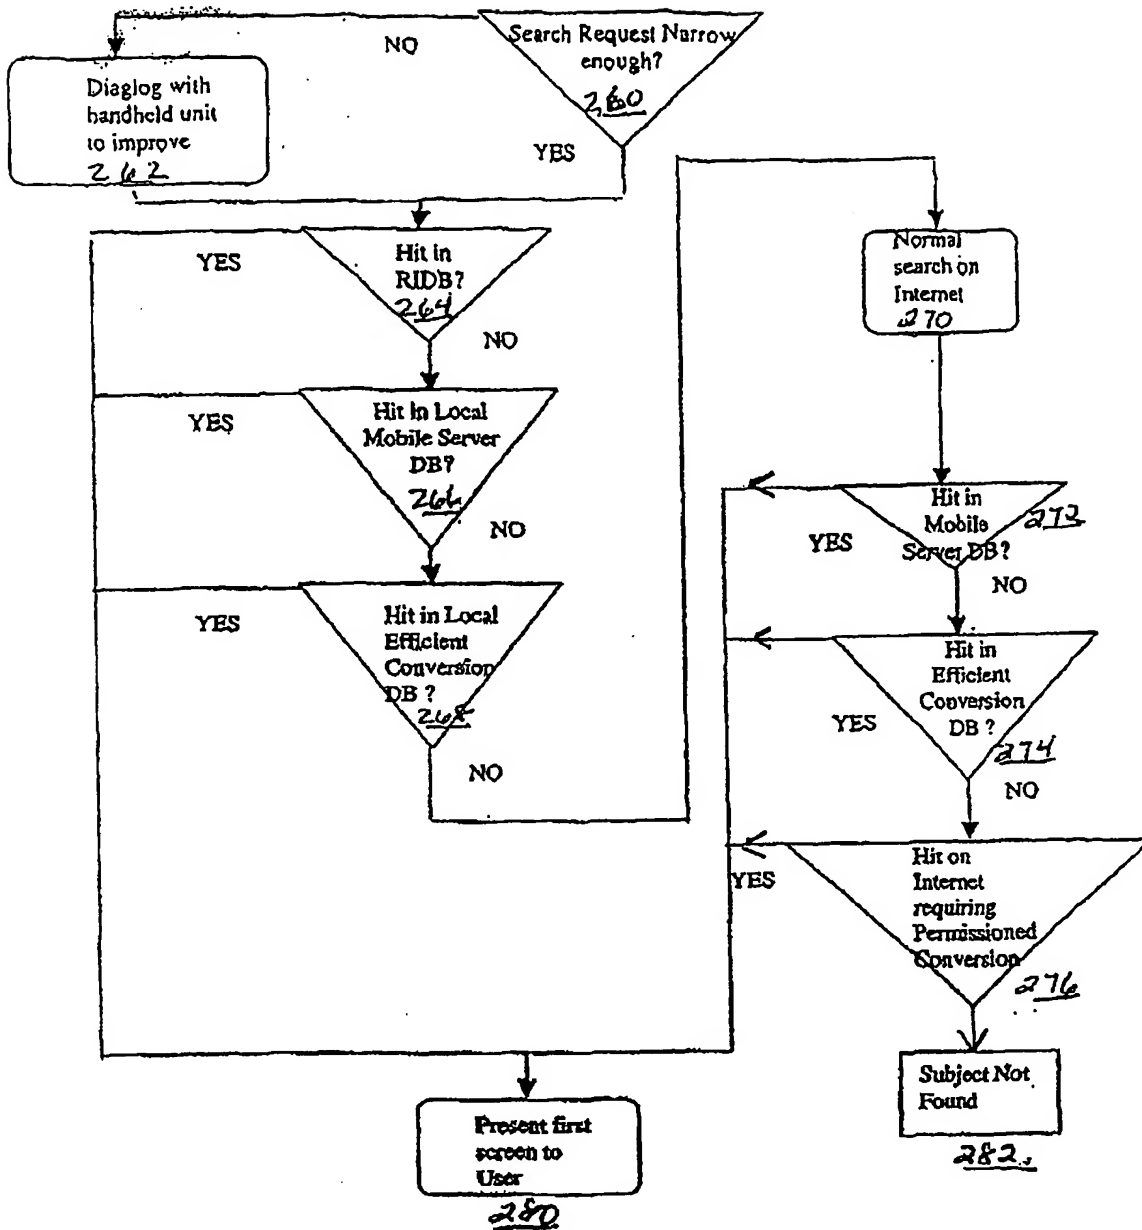 NO
Search Request Narrow
enough?
260
Diaglog with
handheld unit
to improve
262
YES
YES
Hit in
RIDB?
264
NO
Normal
search on
Internet
270
YES
Hit in Local
Mobile Server
DB?
266
NO
YES
Hit in
Mobile
Server DB?
272
NO
YES
Hit in Local
Efficient
Conversion
DB ?
268
NO
YES
Hit in
Efficient
Conversion
DB ?
274
NO
YES
Hit on
Internet
requiring
Permissioned
Conversion
276
Subject Not
Found
282
Present first
screen to
User
280